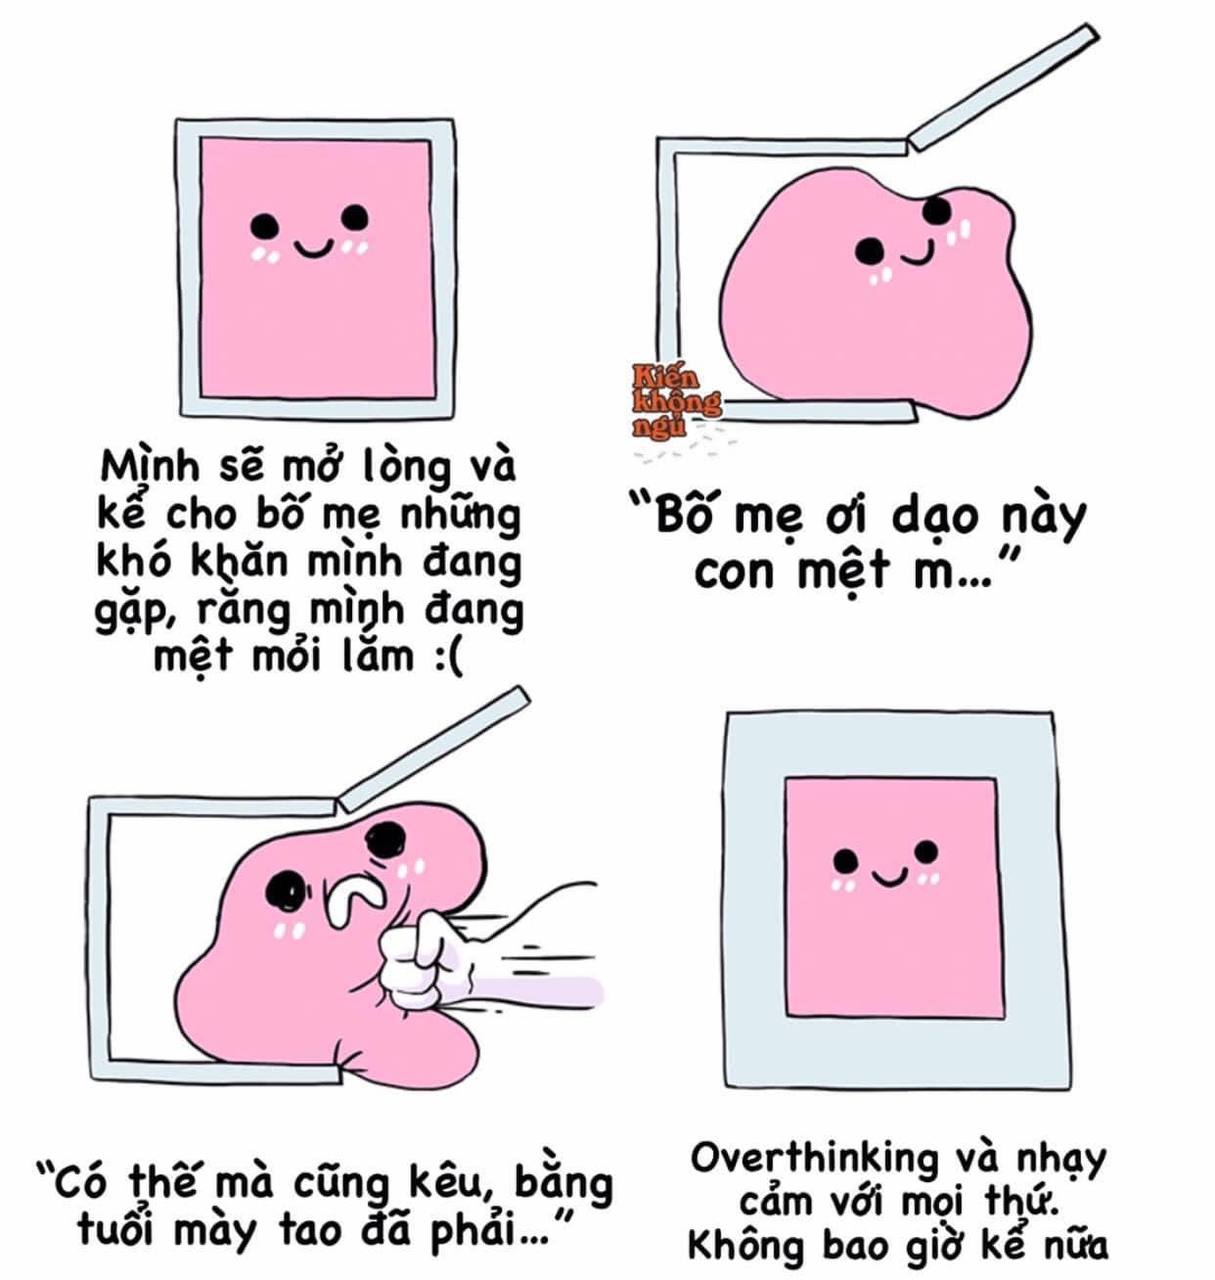 Mình sẽ mở lòng và
kể cho bố mẹ những
khó khăn mình đang
gặp, rằng mình đang
mệt mỏi lắm :(
Kiến
không
ngủ
"Bố mẹ ơi dạo này
con mệt m..."
"Có thế mà cũng kêu, bằng
tuổi mày tao đã phải..."
Overthinking và nhạy
cảm với mọi thứ.
Không bao giờ kể nữa